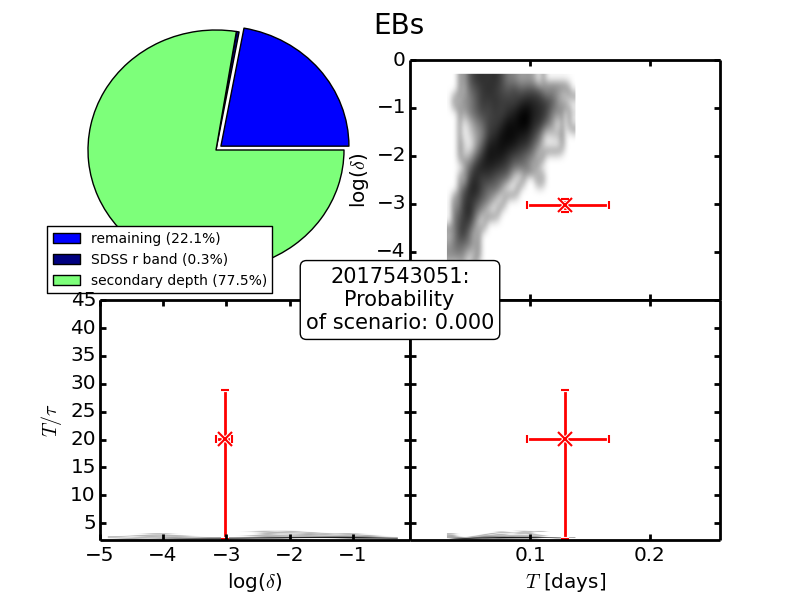 EBs
remaining (22.1%)
SDSS r band (0.3%)
secondary depth (77.5%)
0
−1
−2
−3
−4
log(δ)
2017543051:
Probability
of scenario: 0.000
45
40
35
30
25
20
15
10
5
T/τ
−5 −4 −3 −2 −1
log(δ)
0.1 0.2
T [days]